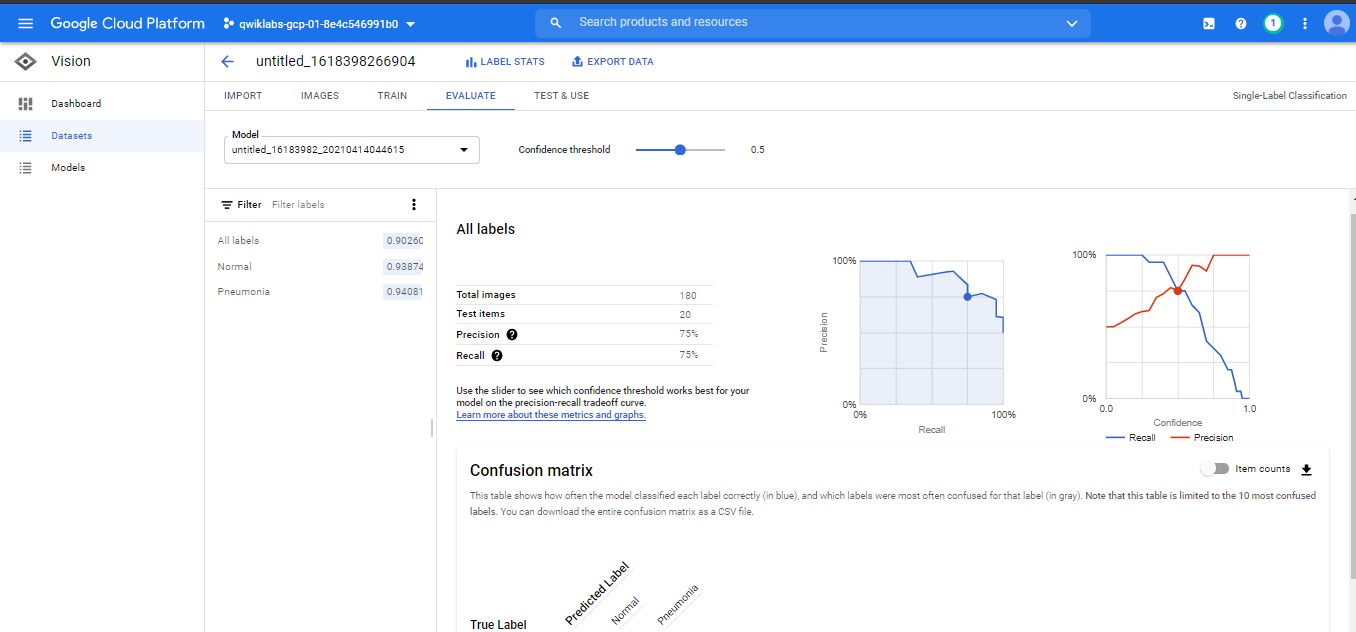 Google Cloud Platform qwiklabs-gcp-01-8e4c546991b0 Search products and resources 1
Vision
untitled_1618398266904 LABEL STATS EXPORT DATA
Dashboard
Datasets
Models
IMPORT IMAGES TRAIN EVALUATE TEST & USE Single-Label Classification
Model
untitled_16183982_20210414044615
Confidence threshold 0.5
Filter Filter labels
All labels 0.90260
Normal 0.93874
Pneumonia 0.94081
All labels
Total images 180
Test items 20
Precision ? 75%
Recall ? 75%
Use the slider to see which confidence threshold works best for your
model on the precision-recall tradeoff curve.
Learn more about these metrics and graphs.
100%
Precision
0%
0% 100%
Recall
100%
0%
0.0 1.0
Confidence
Recall Precision
Confusion matrix
Item counts
This table shows how often the model classified each label correctly (in blue), and which labels were most often confused for that label (in gray). Note that this table is limited to the 10 most confused
labels. You can download the entire confusion matrix as a CSV file.
True Label
Predicted Label
Normal
Pneumonia